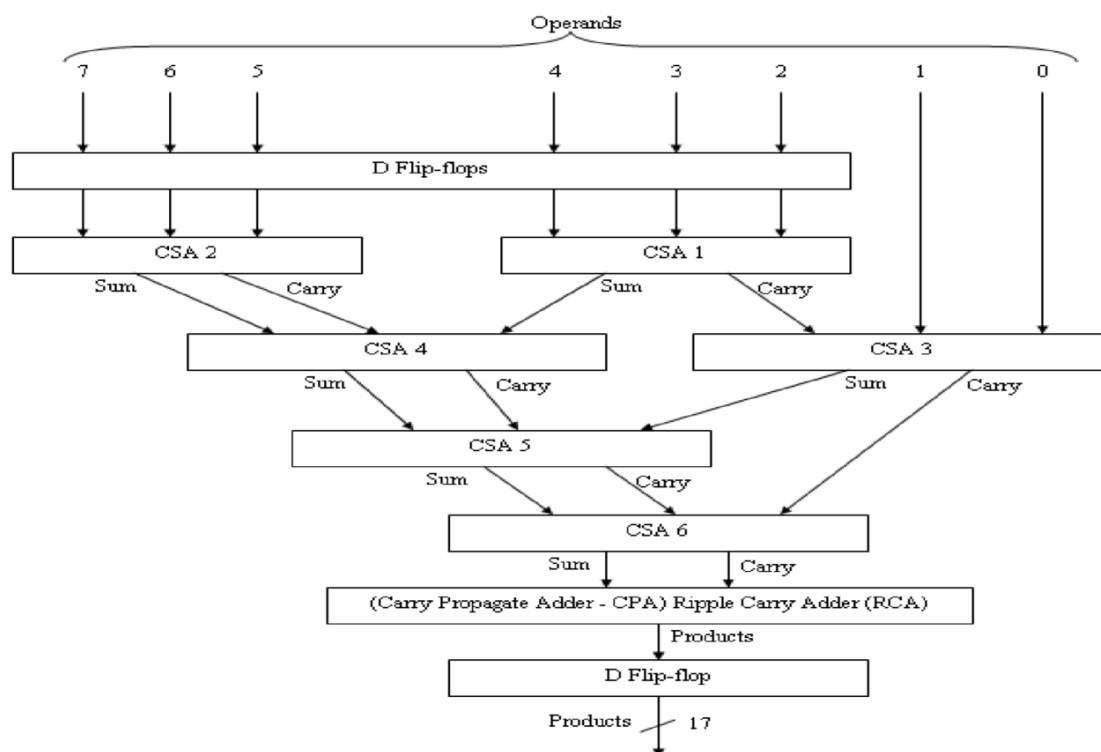 Operands
7 6 5 4 3 2 1 0
D Flip-flops
CSA 2 CSA 1
Sum Carry Sum Carry
CSA 4 CSA 3
Sum Carry Sum Carry
CSA 5
Sum Carry
CSA 6
Sum Carry
(Carry Propagate Adder - CPA) Ripple Carry Adder (RCA)
Products
D Flip-flop
Products 17